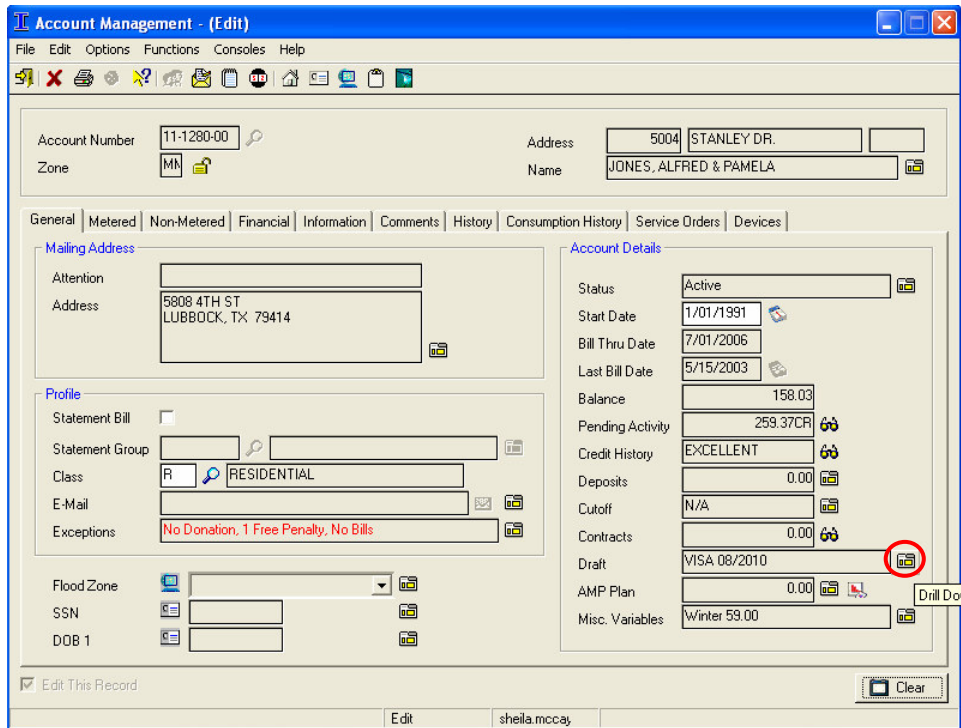 Account Management - (Edit)
File Edit Options Functions Consoles Help
Account Number 11-1280-00 Address 5004 STANLEY DR.
Zone MN Name JONES, ALFRED & PAMELA
General Metered Non-Metered Financial Information Comments History Consumption History Service Orders Devices
Mailing Address
Attention
Address 5808 4TH ST
LUBBOCK, TX 79414
Profile
Statement Bill
Statement Group
Class R RESIDENTIAL
E-Mail
Exceptions No Donation, 1 Free Penalty, No Bills
Flood Zone
SSN
DOB 1
Account Details
Status Active
Start Date 1/01/1991
Bill Thru Date 7/01/2006
Last Bill Date 5/15/2003
Balance 158.03
Pending Activity 259.37CR
Credit History EXCELLENT
Deposits 0.00
Cutoff N/A
Contracts 0.00
Draft VISA 08/2010
AMP Plan 0.00
Drill Do
Misc. Variables Winter 59.00
Edit This Record Clear
Edit sheila.mccay